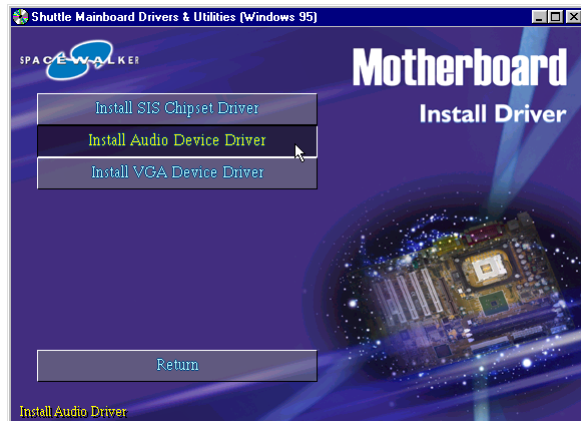 Shuttle Mainboard Drivers & Utilities (Windows 95)
SPACEWALKER
Motherboard
Install Driver
Install SIS Chipset Driver
Install Audio Device Driver
Install VGA Device Driver
Return
Install Audio Driver